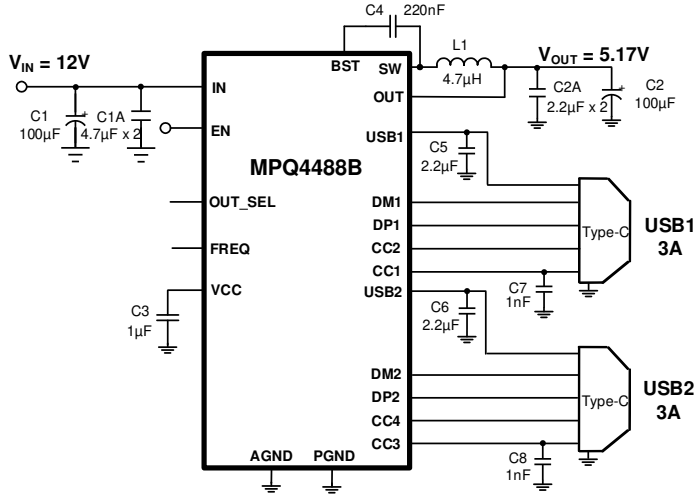 C4 220nF
V_IN = 12V
BST
SW
L1
4.7µH
V_OUT = 5.17V
IN
OUT
C1
100µF
C1A
4.7µF x 2
C2A
2.2µF x 2
C2
100µF
EN
USB1
C5
2.2µF
MPQ4488B
OUT_SEL
DM1
DP1
Type-C
USB1
3A
FREQ
CC2
CC1
C7
1nF
VCC
USB2
C3
1µF
C6
2.2µF
DM2
DP2
Type-C
USB2
3A
CC4
CC3
C8
1nF
AGND
PGND